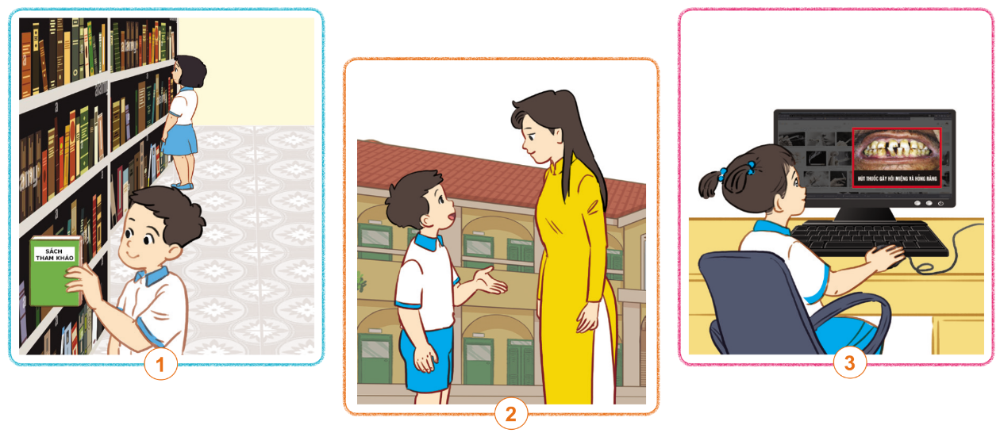 SÁCH
THAM KHẢO
1
2
HÚT THUỐC GÂY HÔI MIỆNG VÀ HỎNG RĂNG
3